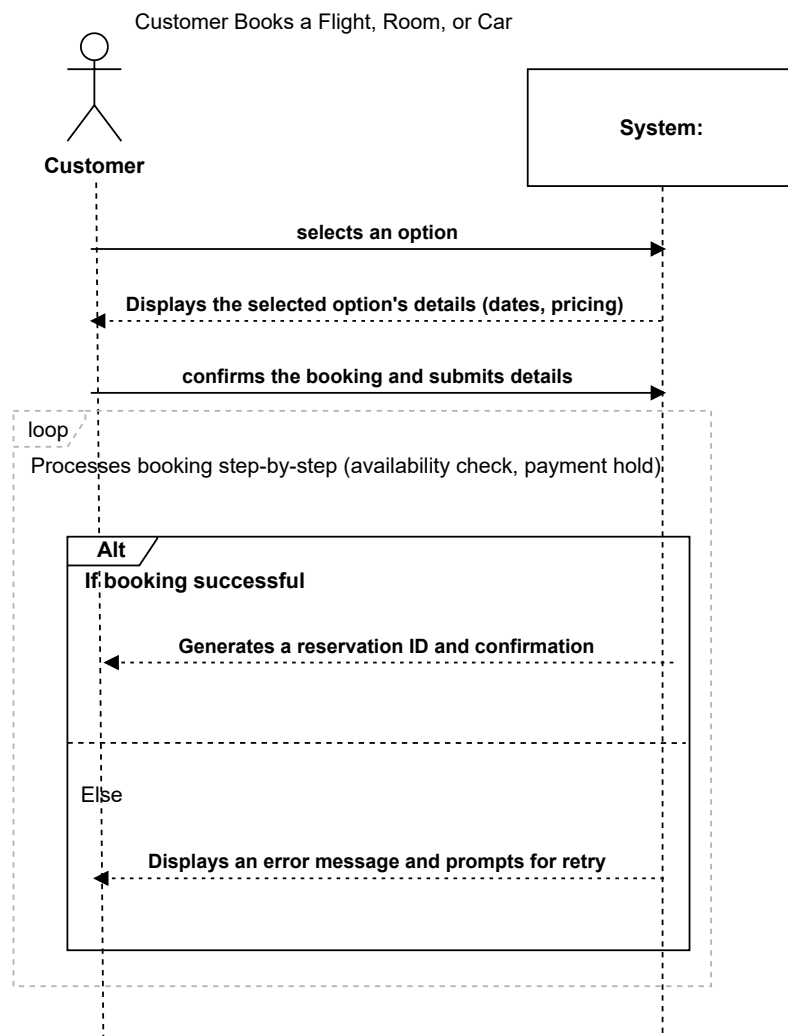 Customer Books a Flight, Room, or Car
System:
Customer
selects an option
Displays the selected option's details (dates, pricing)
confirms the booking and submits details
loop
Processes booking step-by-step (availability check, payment hold)
Alt
If booking successful
Generates a reservation ID and confirmation
Else
Displays an error message and prompts for retry